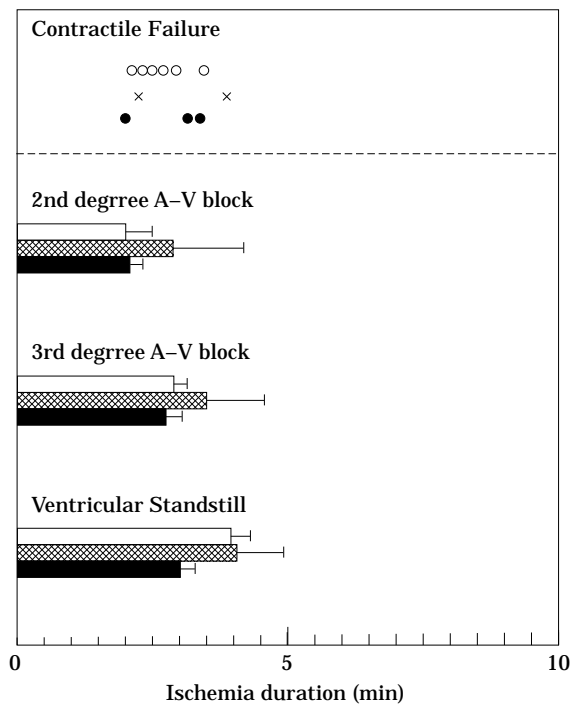 Contractile Failure
2nd degrree A–V block
3rd degrree A–V block
Ventricular Standstill
0 5 10
Ischemia duration (min)